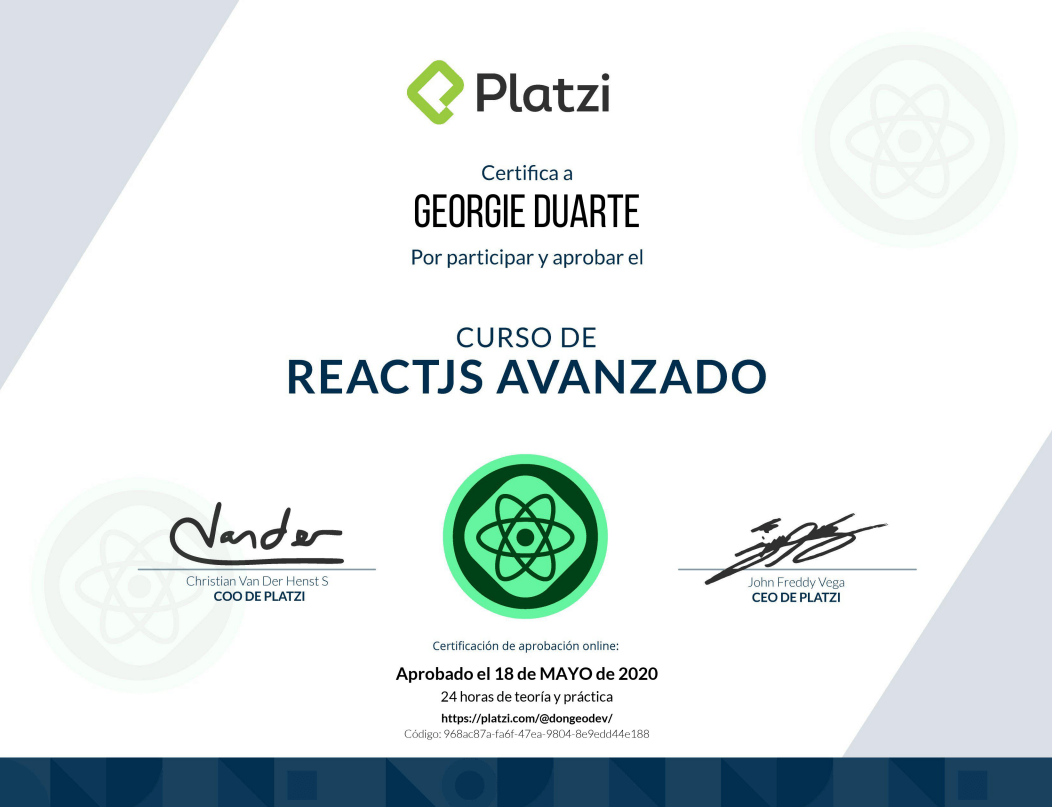 Platzi
Certifica a
GEORGIE DUARTE
Por participar y aprobar el
CURSO DE
REACTJS AVANZADO
Vander
Christian Van Der Henst S
COO DE PLATZI
John Freddy Vega
CEO DE PLATZI
Certificación de aprobación online:
Aprobado el 18 de MAYO de 2020
24 horas de teoría y práctica
https://platzi.com/@dongeodev/
Código: 968ac87a-fa6f-47ea-9804-8e9edd44e188